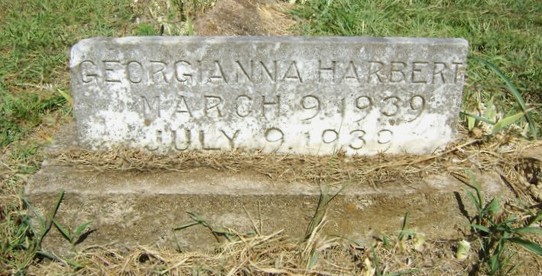 GEORGIANNA HARBERT
MARCH 9 1939
JULY 9. 1939